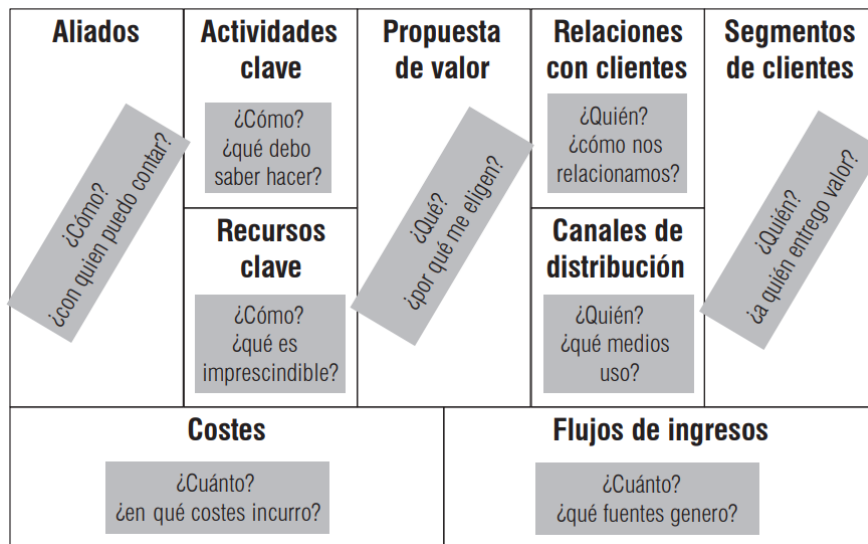 Aliados
¿Cómo?
¿con quien puedo contar?
Actividades
clave
¿Cómo?
¿qué debo
saber hacer?
Recursos
clave
¿Cómo?
¿qué es
imprescindible?
Propuesta
de valor
¿Qué?
¿por qué me eligen?
Relaciones
con clientes
¿Quién?
¿cómo nos
relacionamos?
Canales de
distribución
¿Quién?
¿qué medios
uso?
Segmentos
de clientes
¿Quién?
¿a quién entrego valor?
Costes
¿Cuánto?
¿en qué costes incurro?
Flujos de ingresos
¿Cuánto?
¿qué fuentes genero?